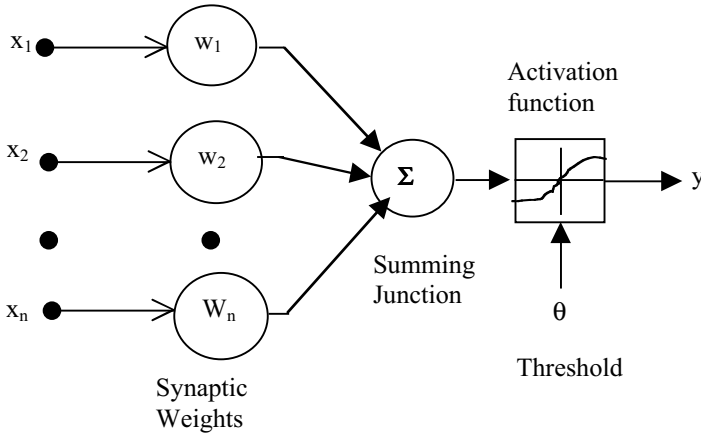 x1
w1
Activation
function
x2
w2
Σ
y
Summing
Junction
xn
Wn
θ
Threshold
Synaptic
Weights